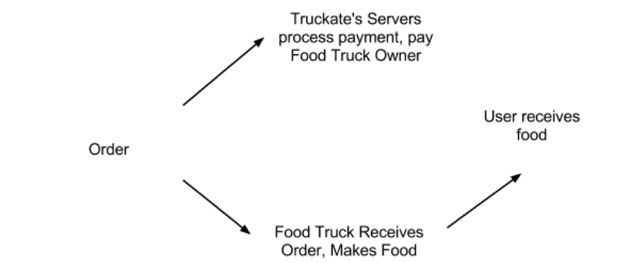 Truckate's Servers
process payment, pay
Food Truck Owner
User receives
food
Order
Food Truck Receives
Order, Makes Food